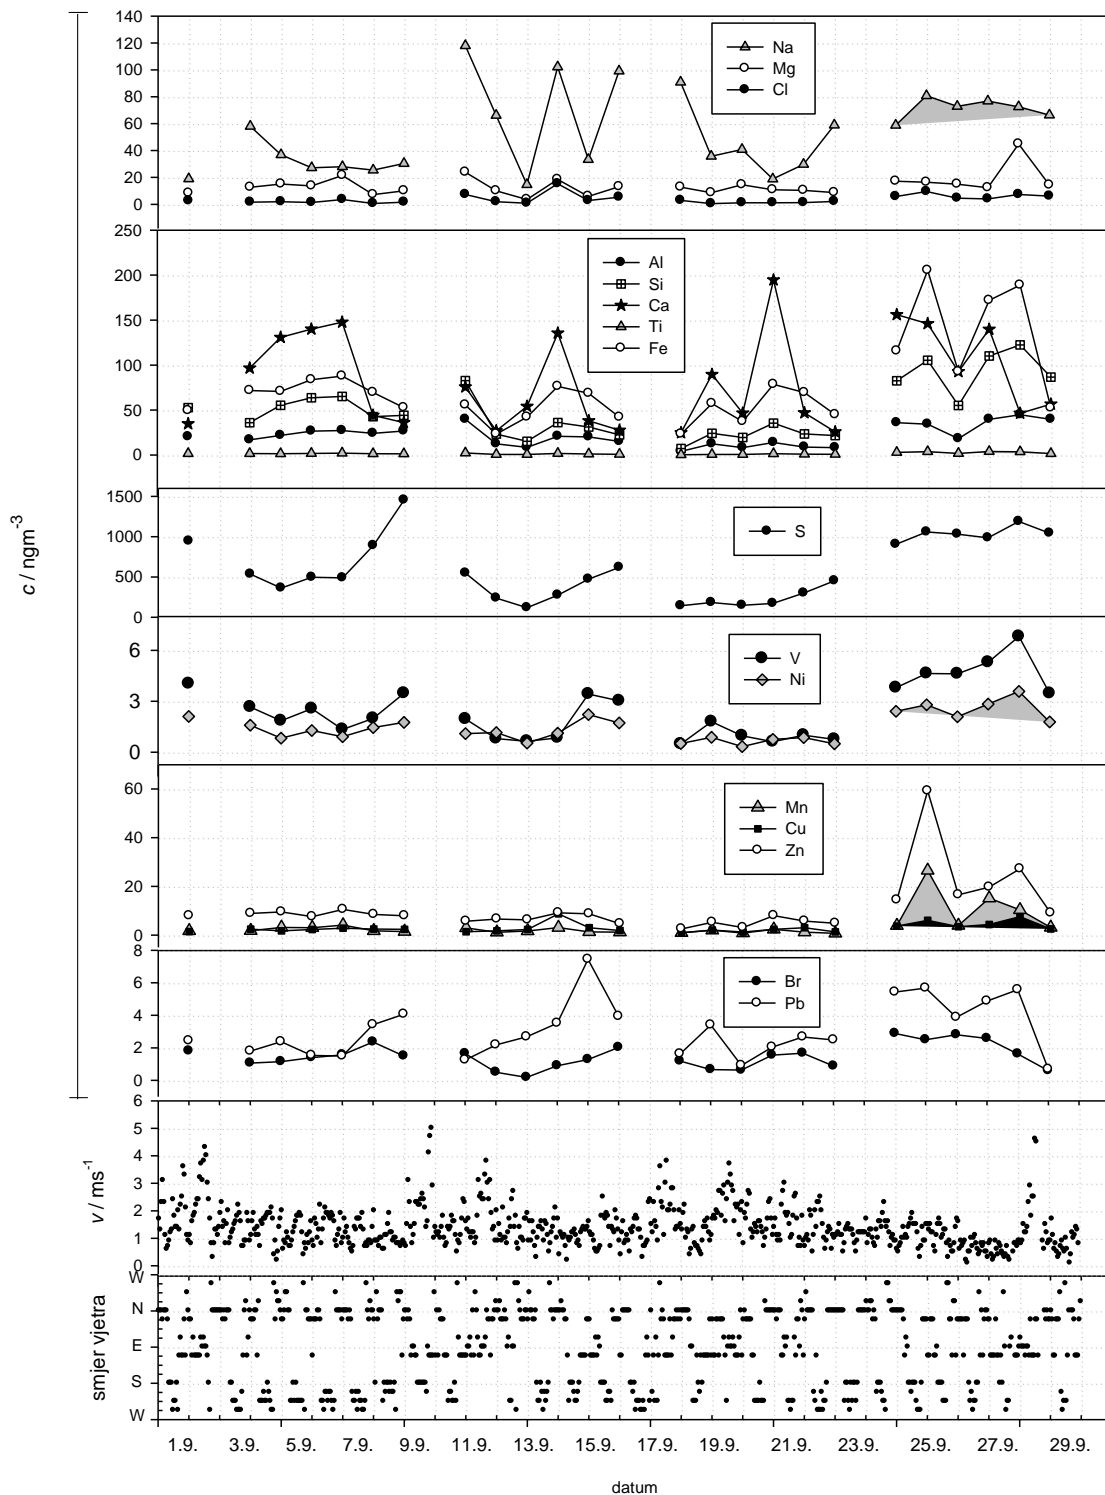 140
120
100
80
60
40
20
0
Na
Mg
Cl
250
200
150
100
50
0
Al
Si
Ca
Ti
Fe
c / ngm-3
1500
1000
500
0
S
6
3
0
V
Ni
60
40
20
0
Mn
Cu
Zn
8
6
4
2
0
Br
Pb
v / ms-1
6
5
4
3
2
1
0
smjer vjetra
W
N
E
S
W
1.9. 3.9. 5.9. 7.9. 9.9. 11.9. 13.9. 15.9. 17.9. 19.9. 21.9. 23.9. 25.9. 27.9. 29.9.
datum